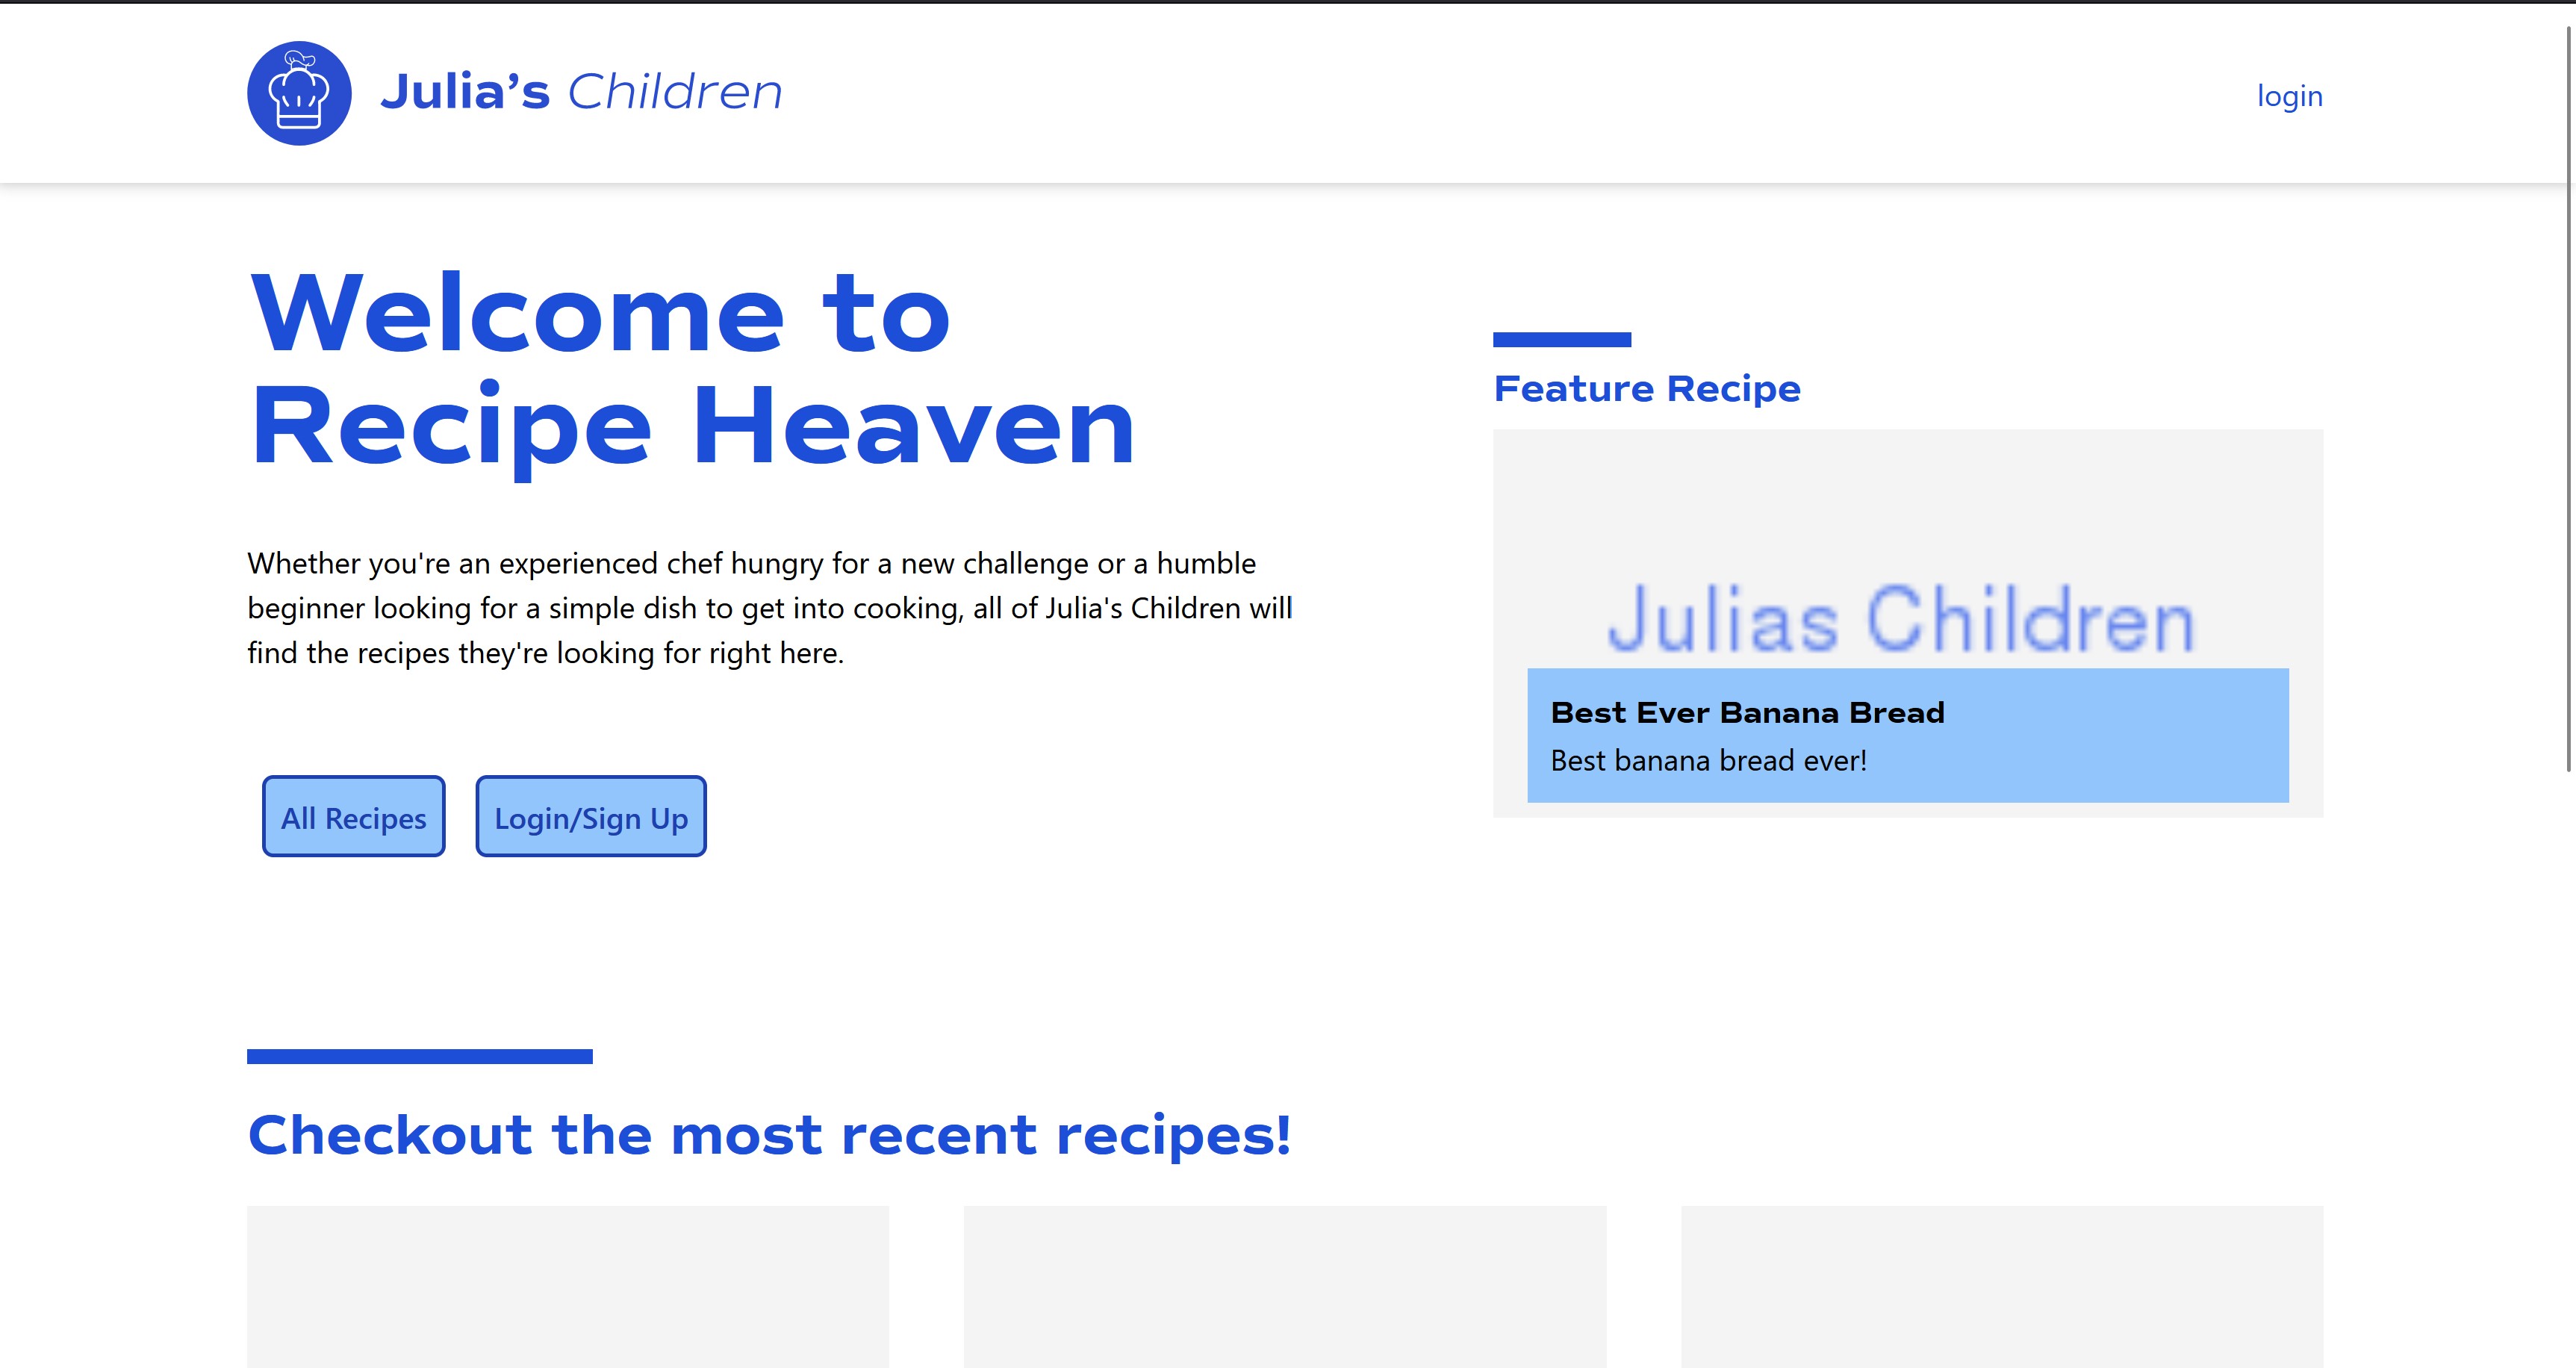 Julia’s Children
login
Welcome to
Recipe Heaven
Whether you're an experienced chef hungry for a new challenge or a humble
beginner looking for a simple dish to get into cooking, all of Julia's Children will
find the recipes they're looking for right here.
All Recipes
Login/Sign Up
Feature Recipe
Julias Children
Best Ever Banana Bread
Best banana bread ever!
Checkout the most recent recipes!